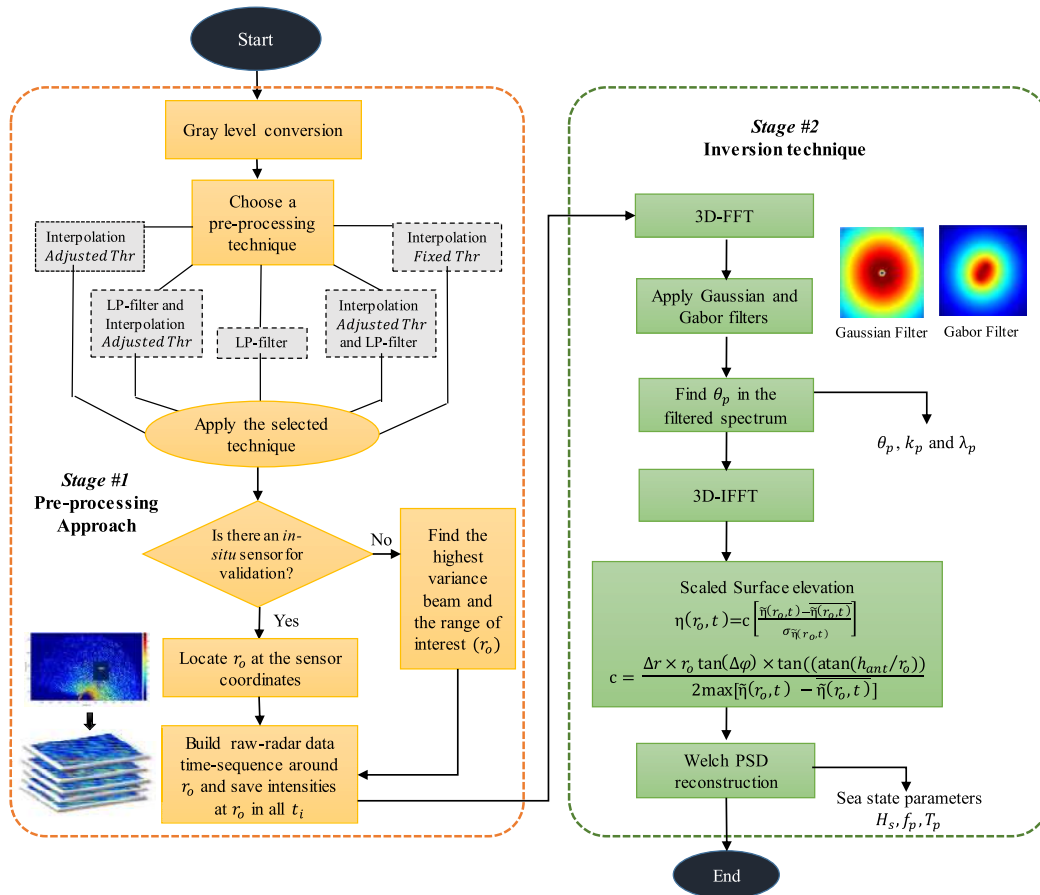 Start
Gray level conversion
Choose a
pre-processing
technique
Interpolation
Adjusted Thr
Interpolation
Fixed Thr
LP-filter and
Interpolation
Adjusted Thr
LP-filter
Interpolation
Adjusted Thr
and LP-filter
Apply the selected
technique
Stage #1
Pre-processing
Approach
Is there an in-
situ sensor for
validation?
No
Find the
highest
variance
beam and
the range of
interest (r_o)
Yes
Locate r_o at the sensor
coordinates
Build raw-radar data
time-sequence around
r_o and save intensities
at r_o in all t_i
Stage #2
Inversion technique
3D-FFT
Apply Gaussian and
Gabor filters
Gaussian Filter
Gabor Filter
Find θ_p in the
filtered spectrum
θ_p, k_p and λ_p
3D-IFFT
Scaled Surface elevation
η(r_o,t)=c[(η̃(r_o,t)−\overline{η̃(r_o,t)})/σ_{η̃(r_o,t)}]
c = (Δr × r_o tan(Δφ) × tan((atan(h_{ant}/r_o)))/(2max[η̃(r_o,t) − \overline{η̃(r_o,t)}])
Welch PSD
reconstruction
Sea state parameters
H_s, f_p, T_p
End